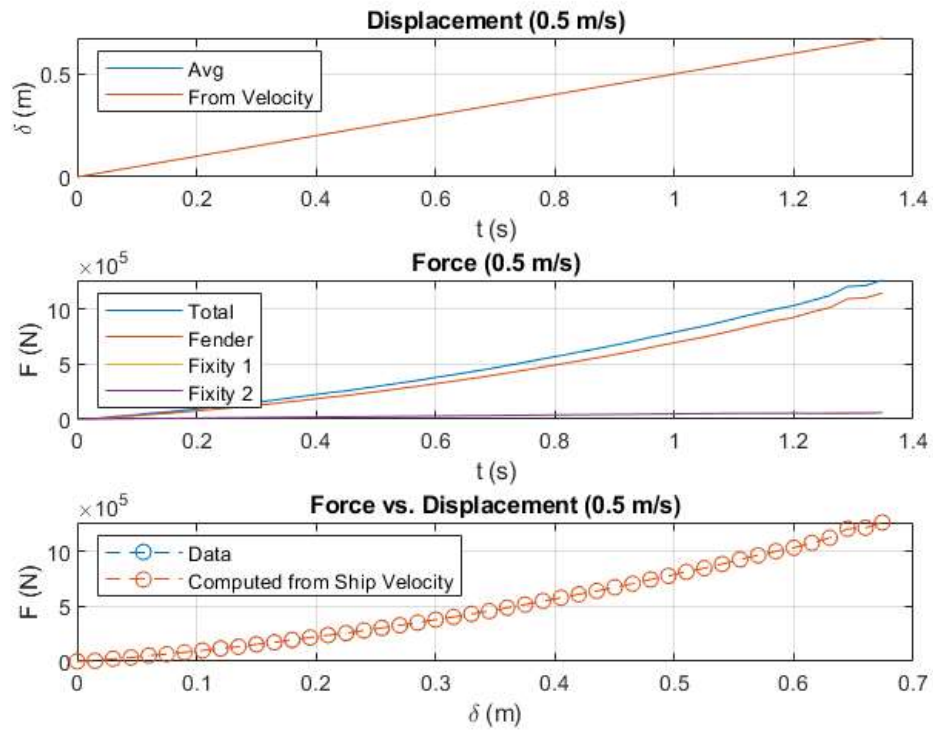 Displacement (0.5 m/s)
Avg
From Velocity
δ (m)
0.5
0
0 0.2 0.4 0.6 0.8 1 1.2 1.4
t (s)
×10⁵
Force (0.5 m/s)
Total
Fender
Fixity 1
Fixity 2
F (N)
10
5
0
0 0.2 0.4 0.6 0.8 1 1.2 1.4
t (s)
×10⁵
Force vs. Displacement (0.5 m/s)
Data
Computed from Ship Velocity
F (N)
10
5
0
0 0.1 0.2 0.3 0.4 0.5 0.6 0.7
δ (m)